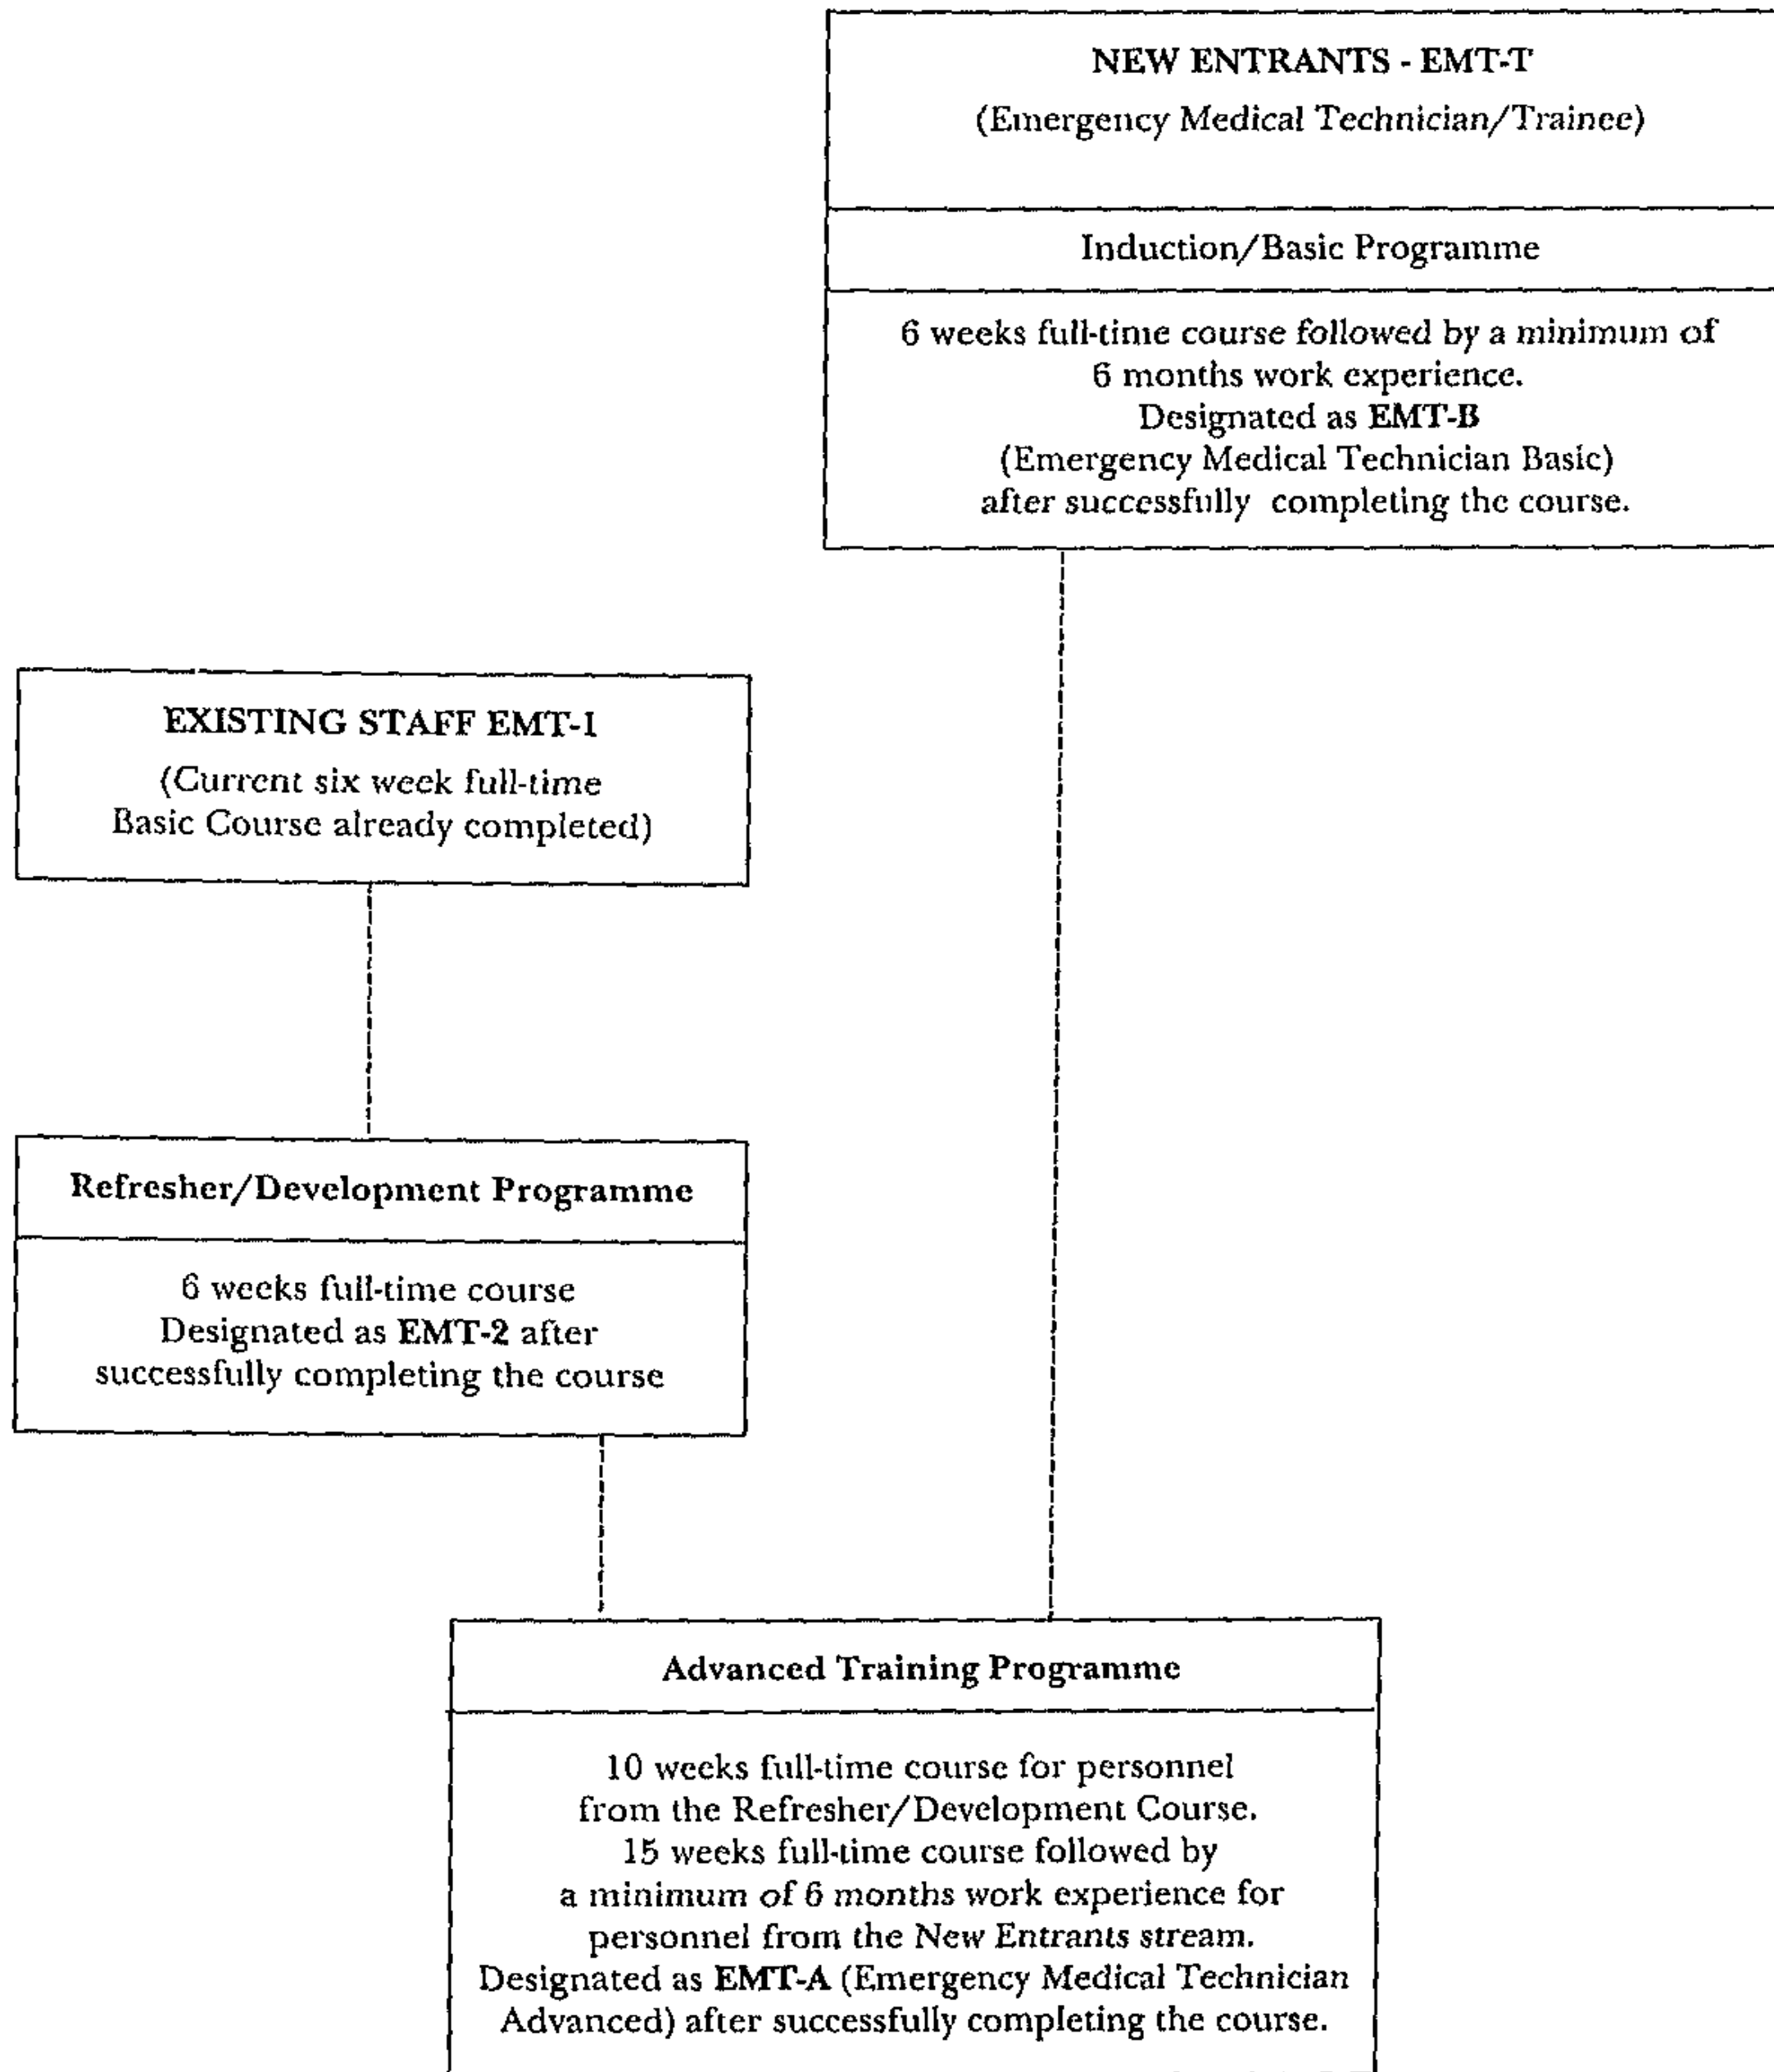 NEW ENTRANTS - EMT-T
(Emergency Medical Technician/Trainee)
Induction/Basic Programme
6 weeks full-time course followed by a minimum of
6 months work experience.
Designated as EMT-B
(Emergency Medical Technician Basic)
after successfully completing the course.
EXISTING STAFF EMT-1
(Current six week full-time
Basic Course already completed)
Refresher/Development Programme
6 weeks full-time course
Designated as EMT-2 after
successfully completing the course
Advanced Training Programme
10 weeks full-time course for personnel
from the Refresher/Development Course.
15 weeks full-time course followed by
a minimum of 6 months work experience for
personnel from the New Entrants stream.
Designated as EMT-A (Emergency Medical Technician
Advanced) after successfully completing the course.